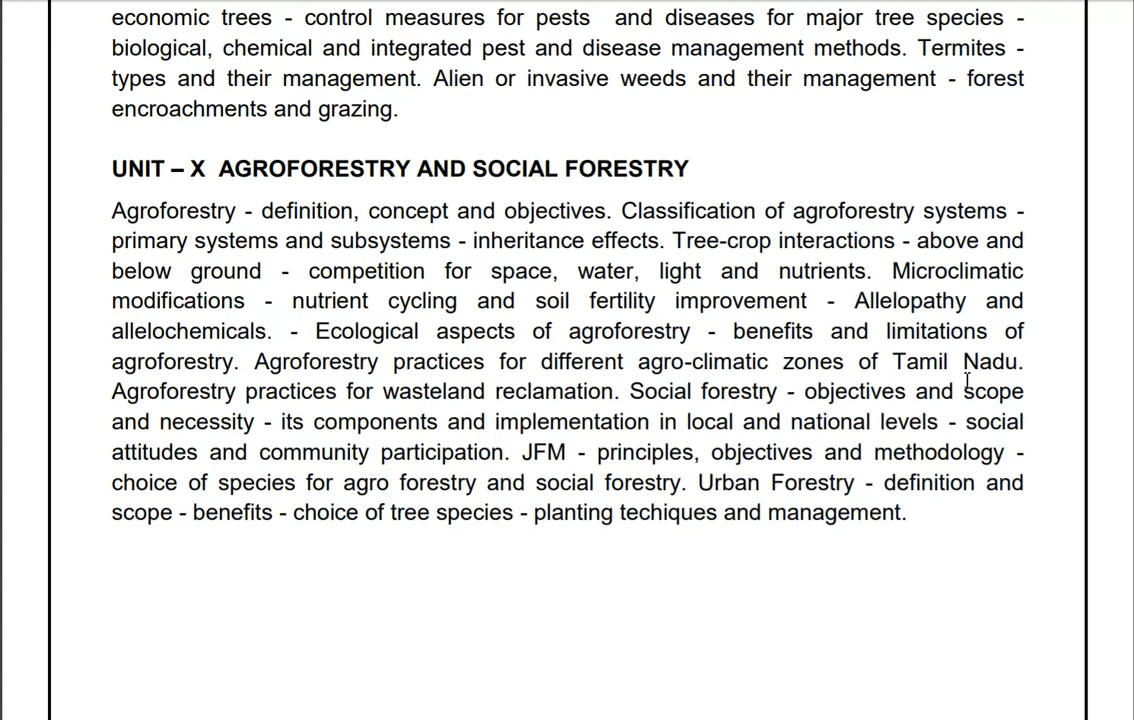 economic trees - control measures for pests and diseases for major tree species -
biological, chemical and integrated pest and disease management methods. Termites -
types and their management. Alien or invasive weeds and their management - forest
encroachments and grazing.
UNIT – X AGROFORESTRY AND SOCIAL FORESTRY
Agroforestry - definition, concept and objectives. Classification of agroforestry systems -
primary systems and subsystems - inheritance effects. Tree-crop interactions - above and
below ground - competition for space, water, light and nutrients. Microclimatic
modifications - nutrient cycling and soil fertility improvement - Allelopathy and
allelochemicals. - Ecological aspects of agroforestry - benefits and limitations of
agroforestry. Agroforestry practices for different agro-climatic zones of Tamil Nadu.
Agroforestry practices for wasteland reclamation. Social forestry - objectives and scope
and necessity - its components and implementation in local and national levels - social
attitudes and community participation. JFM - principles, objectives and methodology -
choice of species for agro forestry and social forestry. Urban Forestry - definition and
scope - benefits - choice of tree species - planting techiques and management.